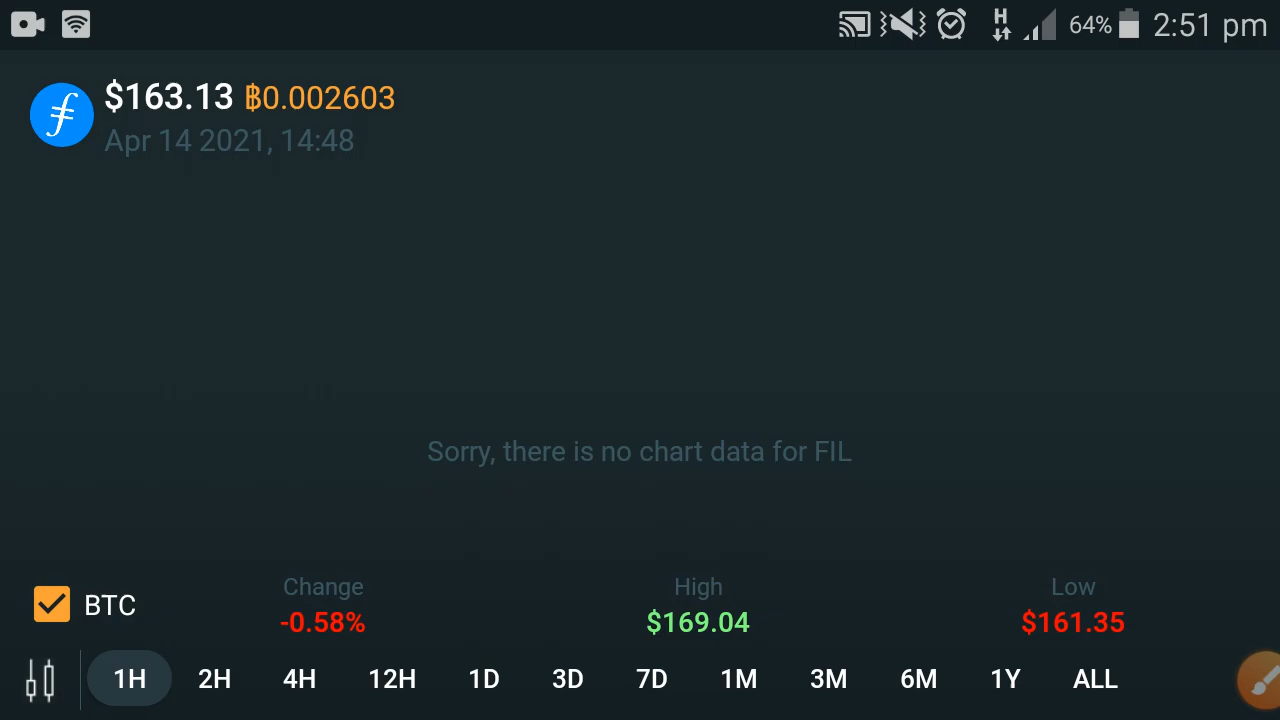 H 64% 2:51 pm
$163.13 ฿0.002603
Apr 14 2021, 14:48
Sorry, there is no chart data for FIL
BTC
Change High Low
-0.58% $169.04 $161.35
1H 2H 4H 12H 1D 3D 7D 1M 3M 6M 1Y ALL